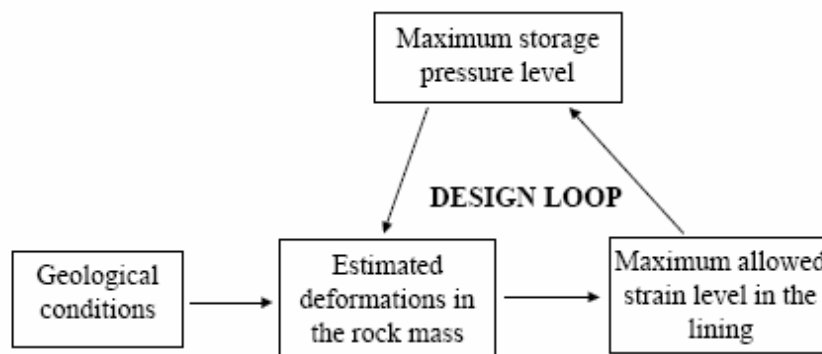 Maximum storage
pressure level
DESIGN LOOP
Geological
conditions
Estimated
deformations in
the rock mass
Maximum allowed
strain level in the
lining